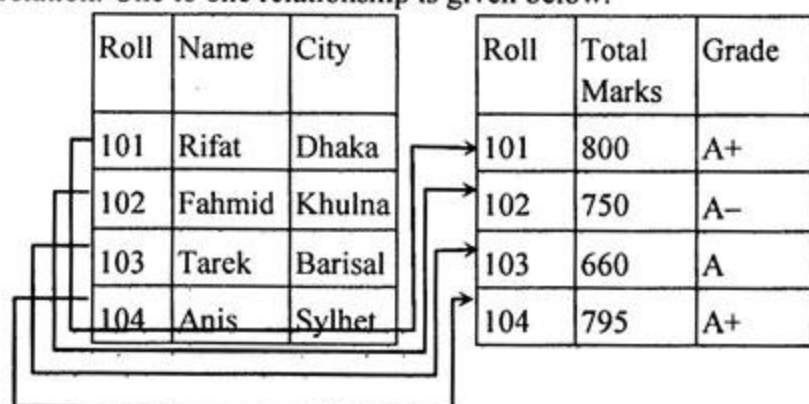 relation. One to one relationship is given below:
Roll Name City
101 Rifat Dhaka
102 Fahmid Khulna
103 Tarek Barisal
104 Anis Sylhet
Roll Total Marks Grade
101 800 A+
102 750 A–
103 660 A
104 795 A+